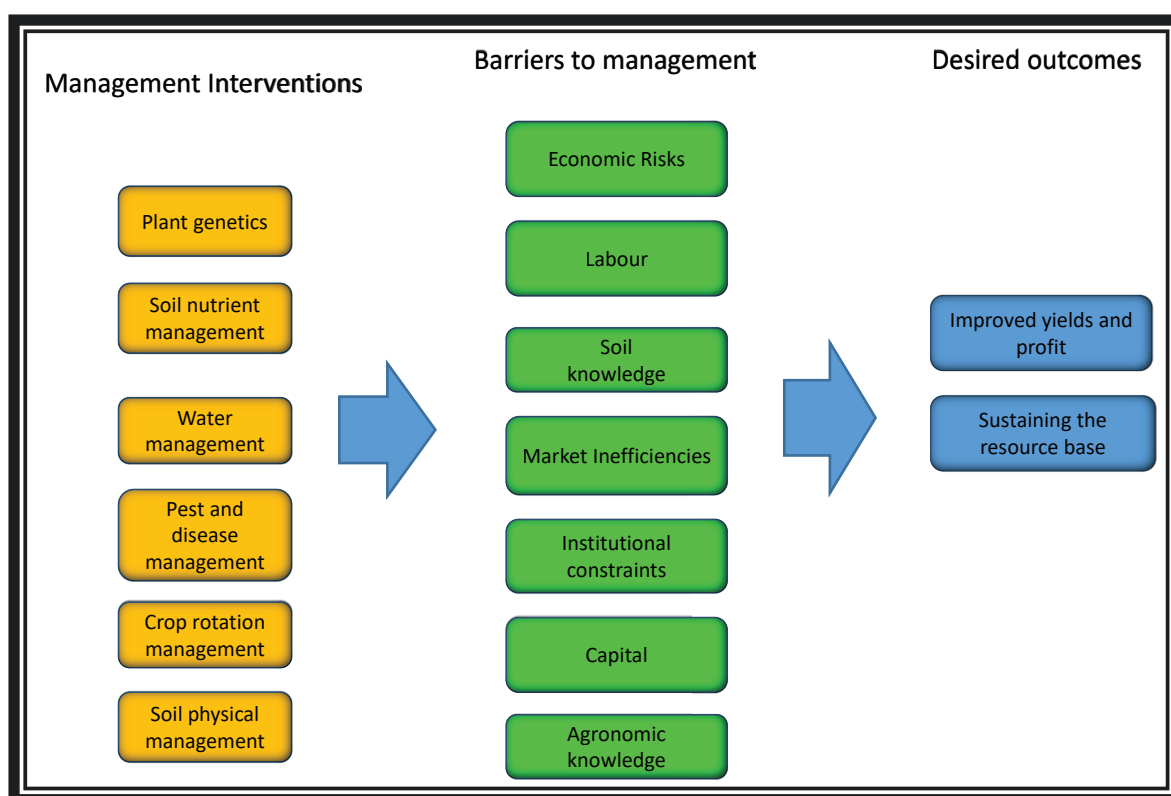 Management Interventions
Plant genetics
Soil nutrient
management
Water
management
Pest and
disease
management
Crop rotation
management
Soil physical
management
Barriers to management
Economic Risks
Labour
Soil
knowledge
Market Inefficiencies
Institutional
constraints
Capital
Agronomic
knowledge
Desired outcomes
Improved yields and
profit
Sustaining the
resource base